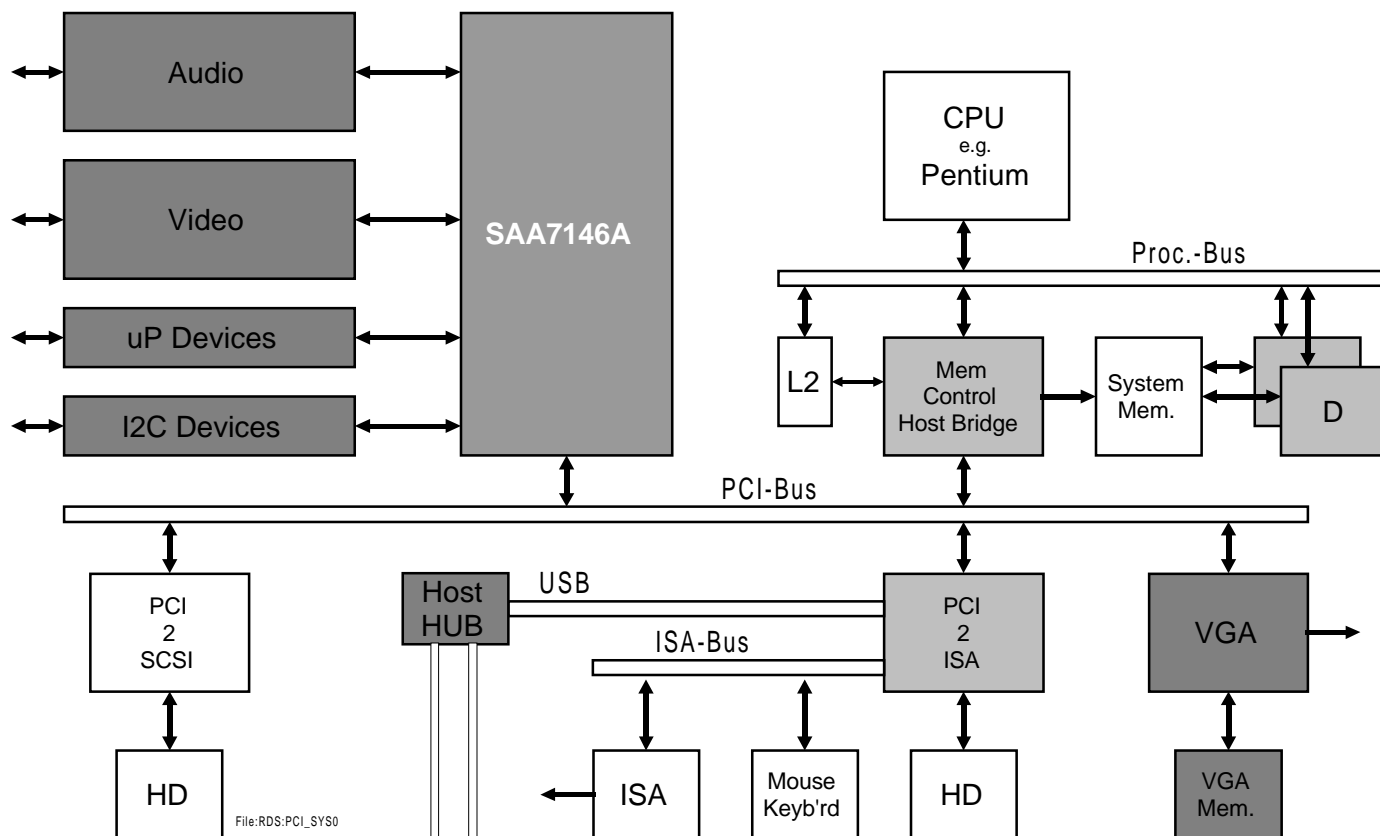 Audio
Video
uP Devices
I2C Devices
SAA7146A
CPU
e.g.
Pentium
Proc.-Bus
L2
Mem
Control
Host Bridge
System
Mem.
D
PCI-Bus
PCI
2
SCSI
Host
HUB
USB
ISA-Bus
PCI
2
ISA
VGA
HD
File:RDS:PCI_SYS0
ISA
Mouse
Keyb'rd
HD
VGA
Mem.